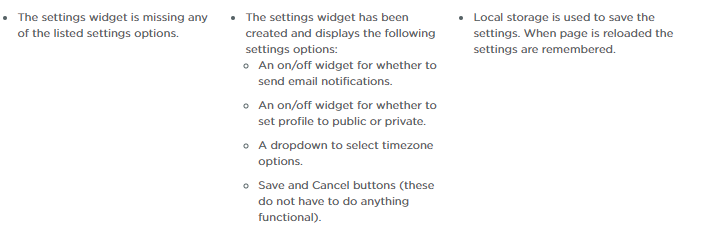 The settings widget is missing any
of the listed settings options.
The settings widget has been
created and displays the following
settings options:
An on/off widget for whether to
send email notifications.
An on/off widget for whether to
set profile to public or private.
A dropdown to select timezone
options.
Save and Cancel buttons (these
do not have to do anything
functional).
Local storage is used to save the
settings. When page is reloaded the
settings are remembered.